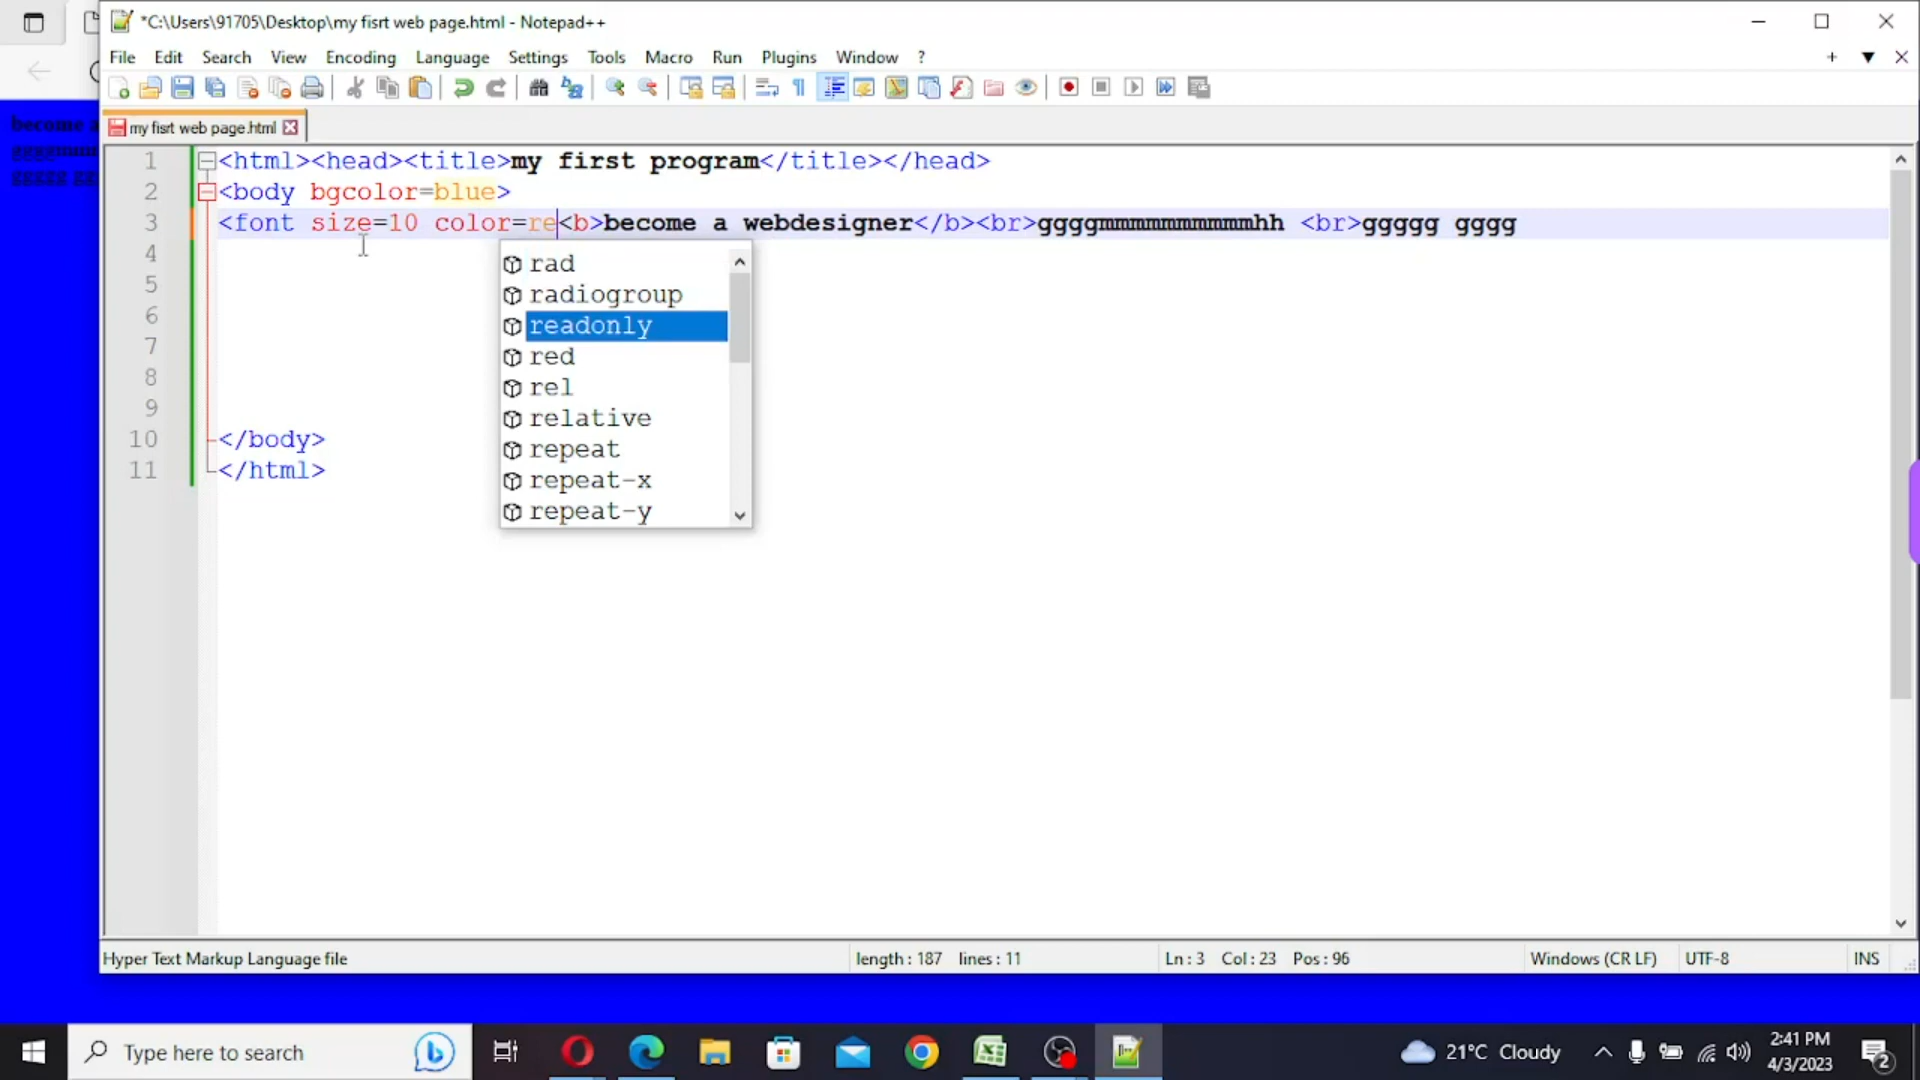 *C:\Users\91705\Desktop\my fisrt web page.html - Notepad++
File Edit Search View Encoding Language Settings Tools Macro Run Plugins Window ?
my fisrt web page.html
become a
1 <html><head><title>my first program</title></head>
2 <body bgcolor=blue>
3 <font size=10 color=re<b>become a webdesigner</b><br>ggggmmmmmmmmmmhh <br>ggggg gggg
4
5
6
7
8
9
10 </body>
11 </html>
rad
radiogroup
readonly
red
rel
relative
repeat
repeat-x
repeat-y
Hyper Text Markup Language file length : 187 lines : 11 Ln : 3 Col : 23 Pos : 96 Windows (CR LF) UTF-8 INS
Type here to search
21°C Cloudy
2:41 PM
4/3/2023
2